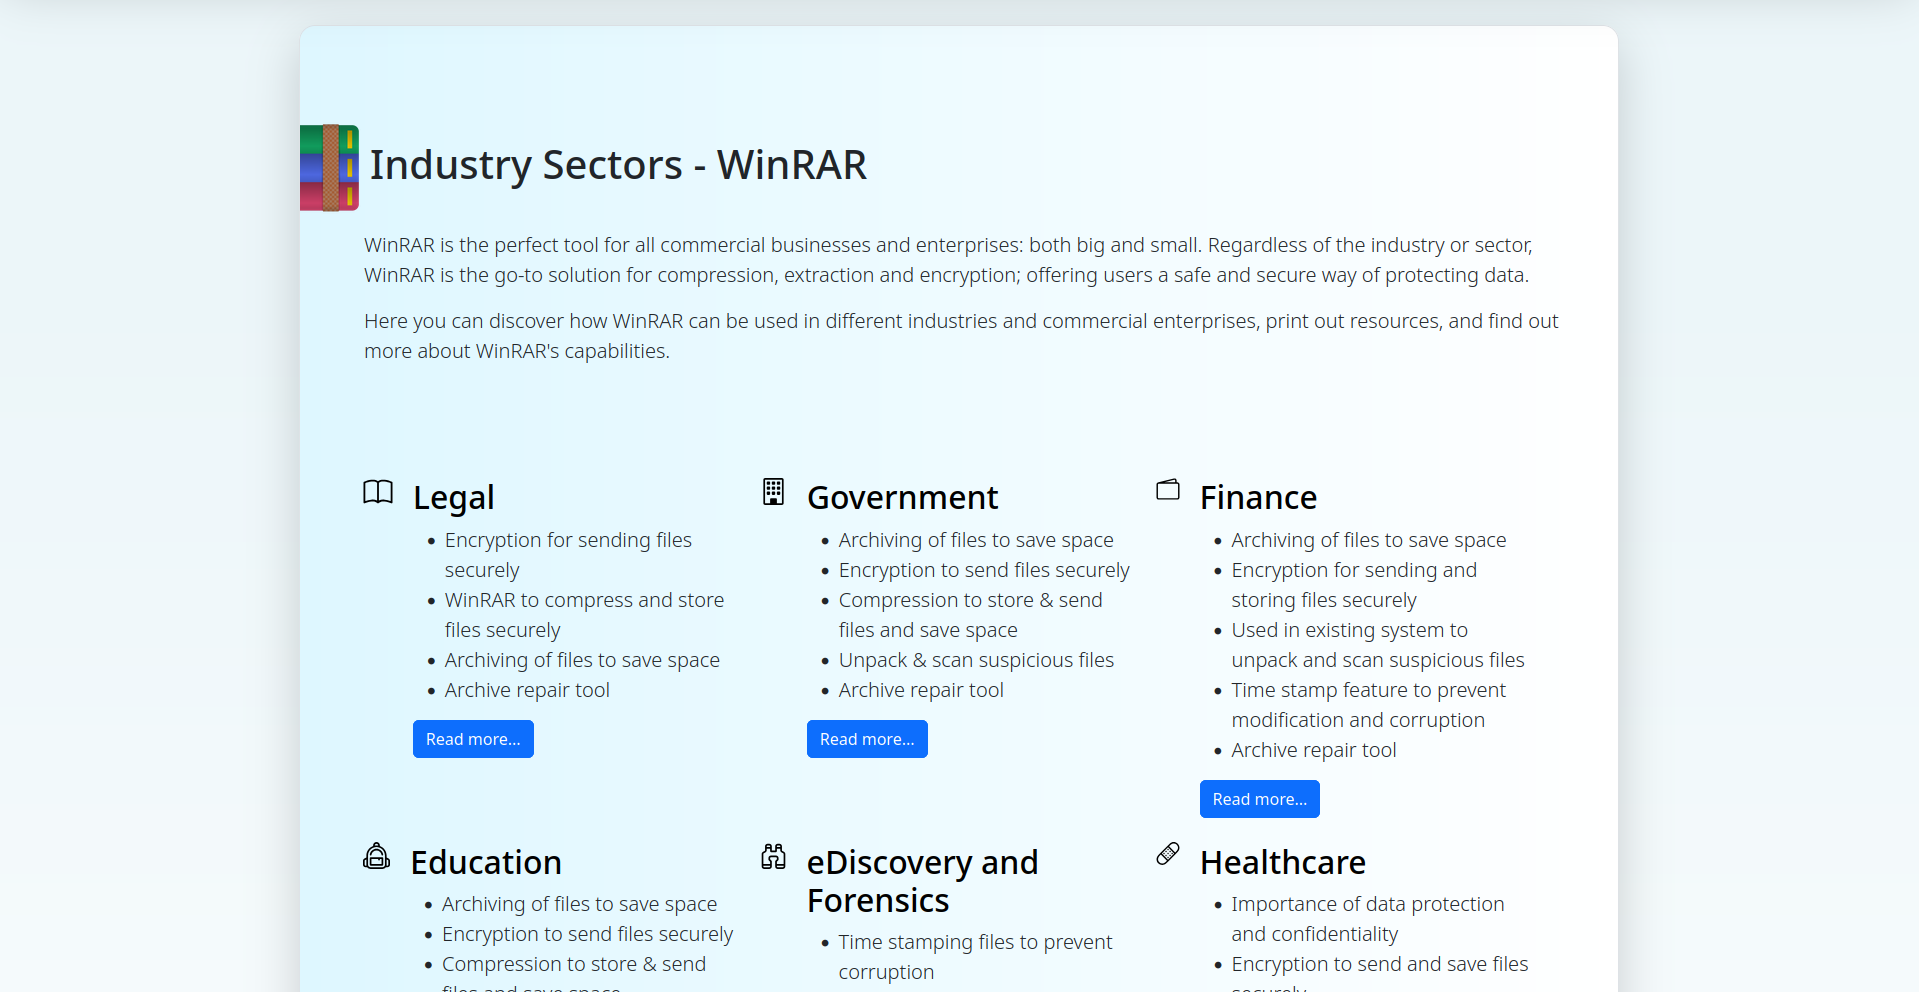 Industry Sectors - WinRAR
WinRAR is the perfect tool for all commercial businesses and enterprises: both big and small. Regardless of the industry or sector,
WinRAR is the go-to solution for compression, extraction and encryption; offering users a safe and secure way of protecting data.
Here you can discover how WinRAR can be used in different industries and commercial enterprises, print out resources, and find out
more about WinRAR's capabilities.
Legal
Encryption for sending files
securely
WinRAR to compress and store
files securely
Archiving of files to save space
Archive repair tool
Read more...
Government
Archiving of files to save space
Encryption to send files securely
Compression to store & send
files and save space
Unpack & scan suspicious files
Archive repair tool
Read more...
Finance
Archiving of files to save space
Encryption for sending and
storing files securely
Used in existing system to
unpack and scan suspicious files
Time stamp feature to prevent
modification and corruption
Archive repair tool
Read more...
Education
Archiving of files to save space
Encryption to send files securely
Compression to store & send
files and save space
eDiscovery and
Forensics
Time stamping files to prevent
corruption
Healthcare
Importance of data protection
and confidentiality
Encryption to send and save files
securely